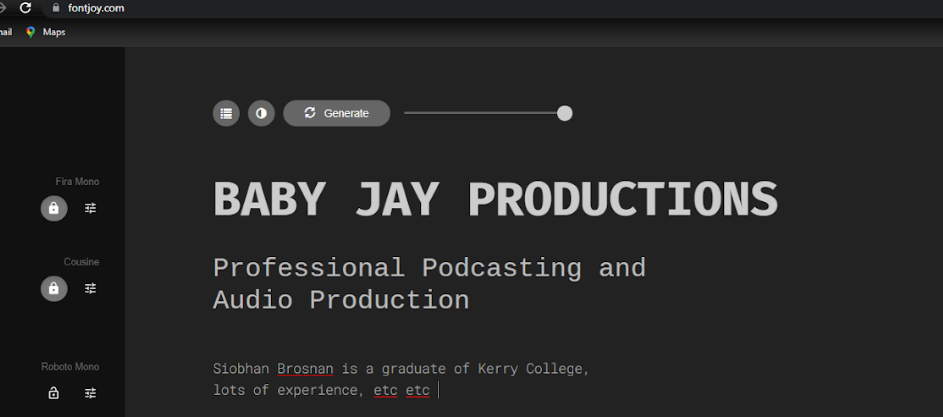 fontjoy.com
Maps
Generate
Fira Mono
BABY JAY PRODUCTIONS
Cousine
Professional Podcasting and
Audio Production
Roboto Mono
Siobhan Brosnan is a graduate of Kerry College,
lots of experience, etc etc